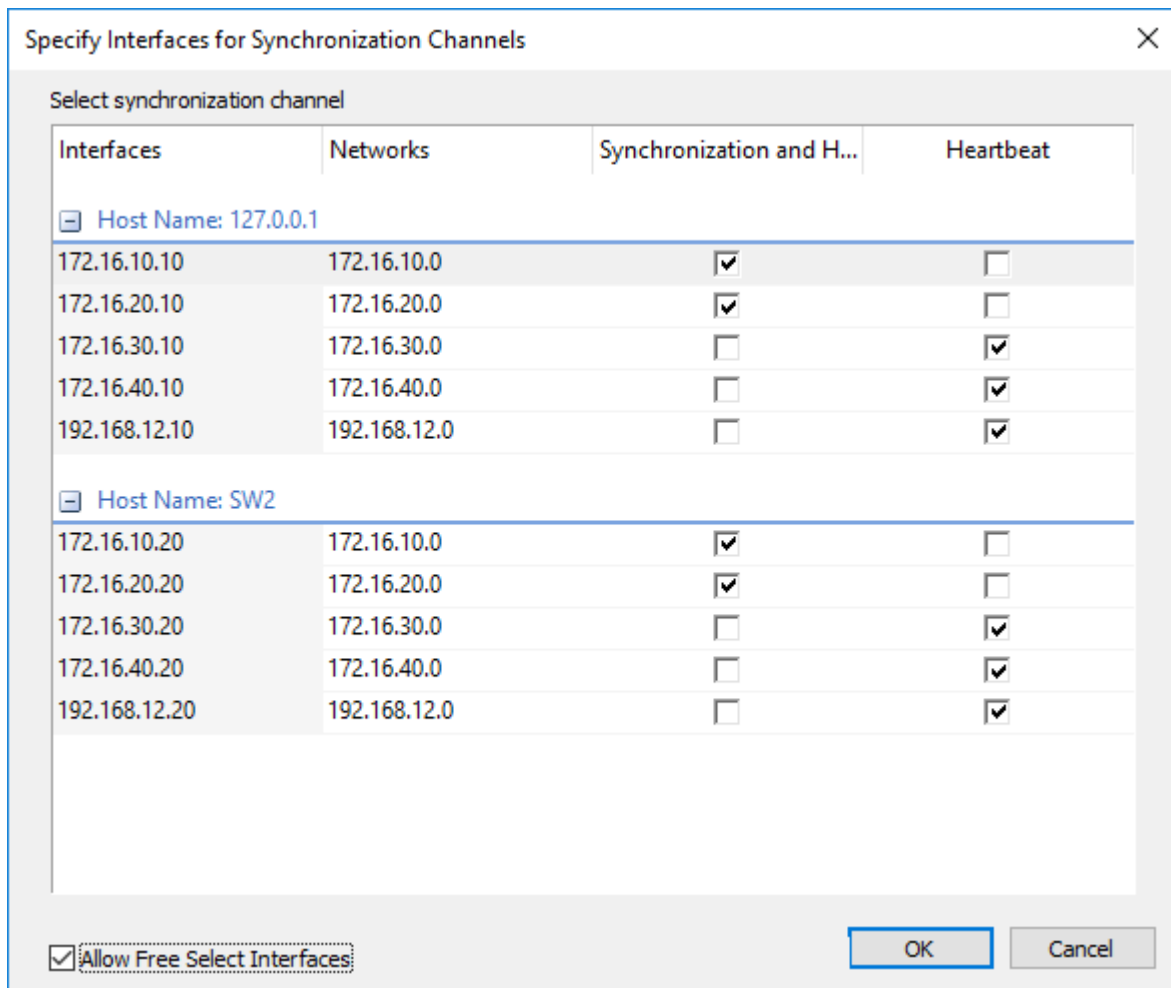 Specify Interfaces for Synchronization Channels
Select synchronization channel
Interfaces Networks Synchronization and H... Heartbeat
Host Name: 127.0.0.1
172.16.10.10 172.16.10.0
172.16.20.10 172.16.20.0
172.16.30.10 172.16.30.0
172.16.40.10 172.16.40.0
192.168.12.10 192.168.12.0
Host Name: SW2
172.16.10.20 172.16.10.0
172.16.20.20 172.16.20.0
172.16.30.20 172.16.30.0
172.16.40.20 172.16.40.0
192.168.12.20 192.168.12.0
Allow Free Select Interfaces OK Cancel